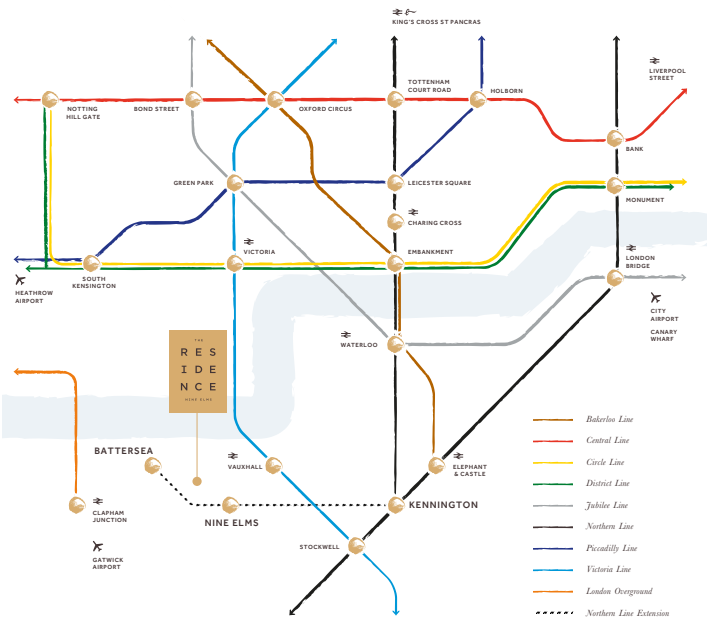 KING'S CROSS ST PANCRAS
LIVERPOOL
STREET
NOTTING
HILL GATE
BOND STREET
OXFORD CIRCUS
TOTTENHAM
COURT ROAD
HOLBORN
BANK
GREEN PARK
LEICESTER SQUARE
MONUMENT
CHARING CROSS
VICTORIA
EMBANKMENT
LONDON
BRIDGE
SOUTH
KENSINGTON
HEATHROW
AIRPORT
CITY
AIRPORT
CANARY
WHARF
WATERLOO
THE
RES
IDE
NCE
NINE ELMS
BATTERSEA
VAUXHALL
ELEPHANT
& CASTLE
CLAPHAM
JUNCTION
NINE ELMS
KENNINGTON
STOCKWELL
GATWICK
AIRPORT
Bakerloo Line
Central Line
Circle Line
District Line
Jubilee Line
Northern Line
Piccadilly Line
Victoria Line
London Overground
Northern Line Extension